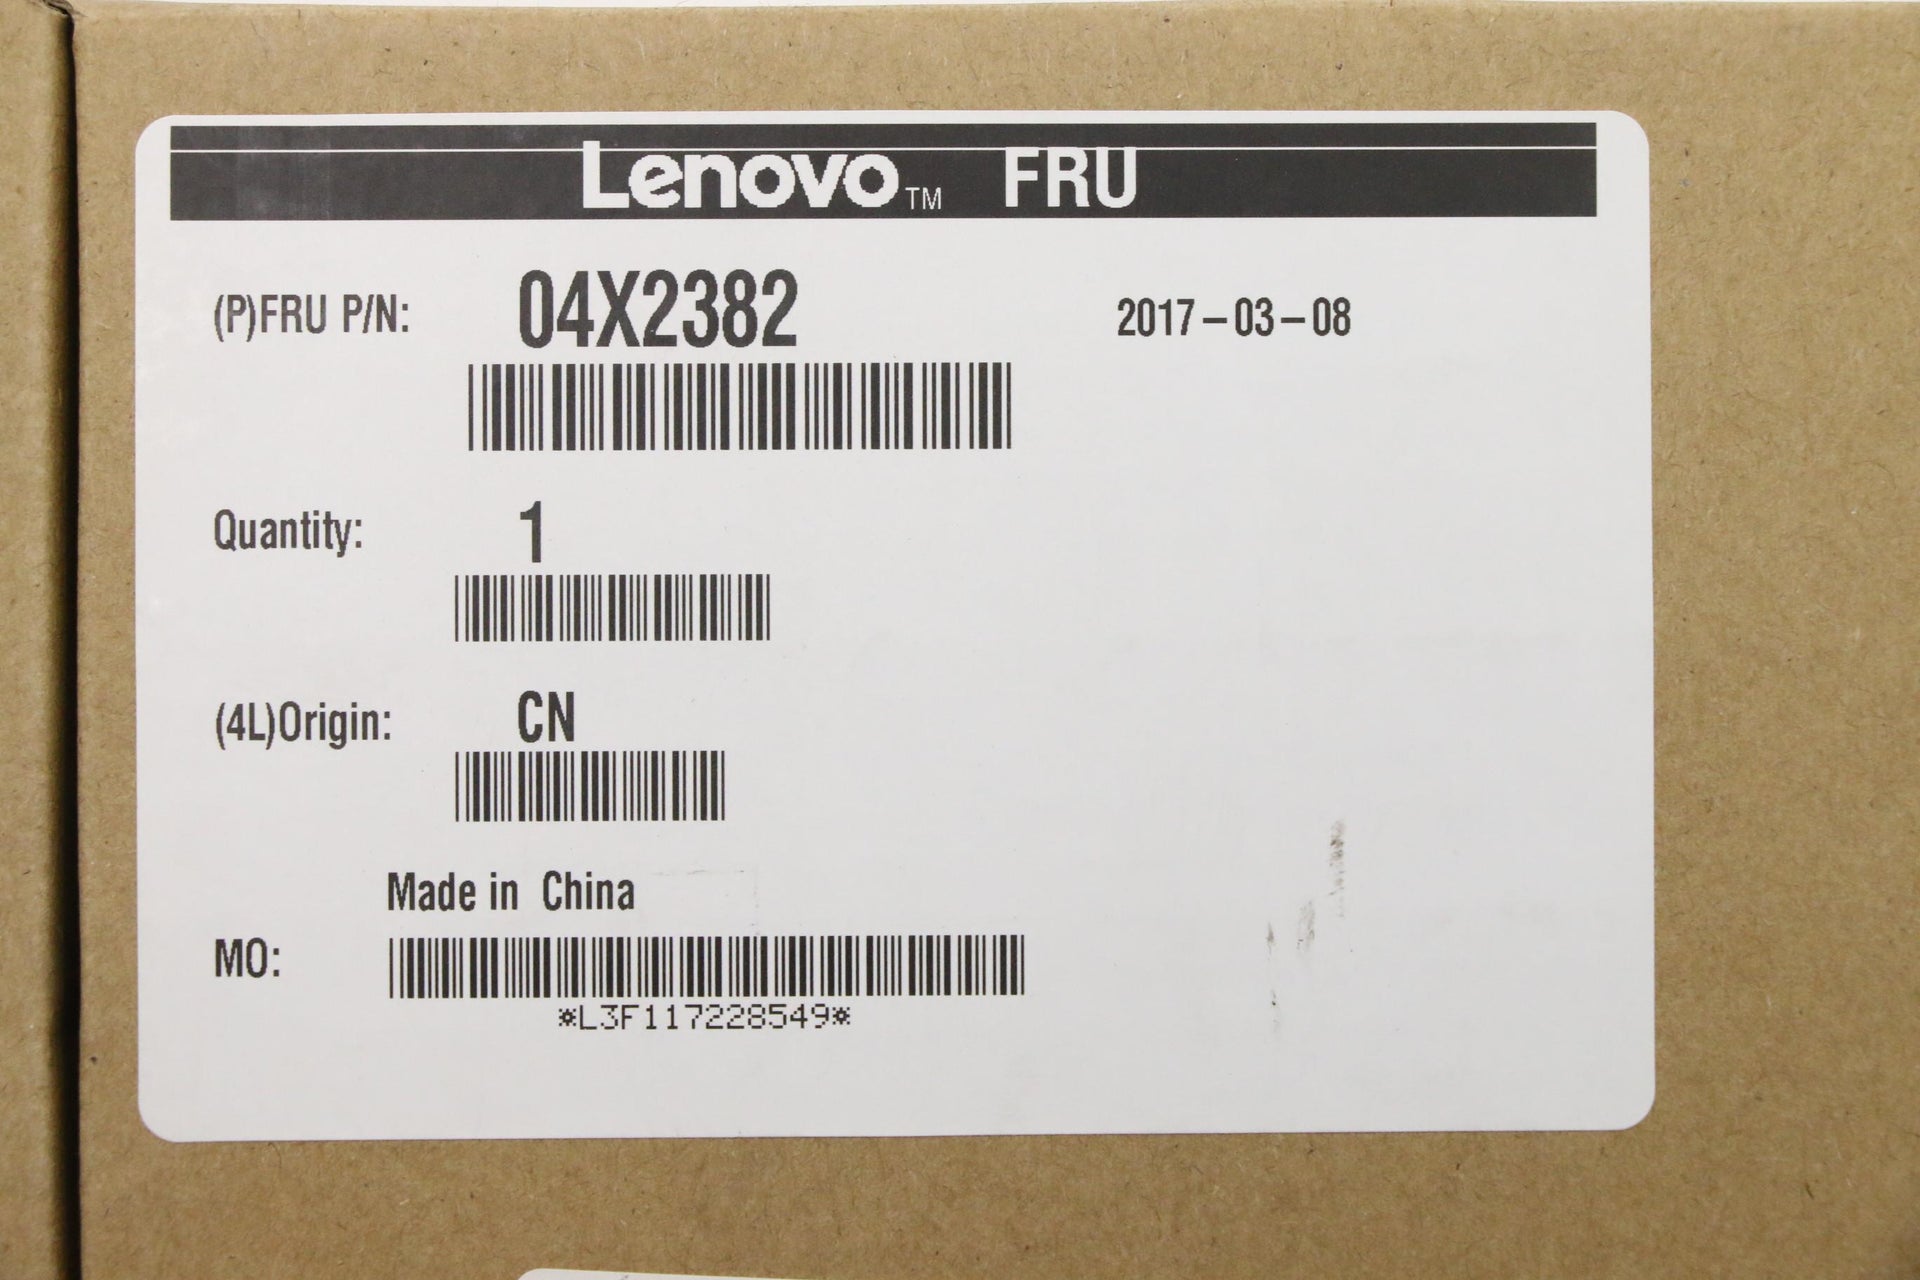 Lenovo™ FRU
(P)FRU P/N: 04X2382 2017-03-08
Quantity: 1
(4L)Origin: CN
Made in China
MO:
*L3F117228549*